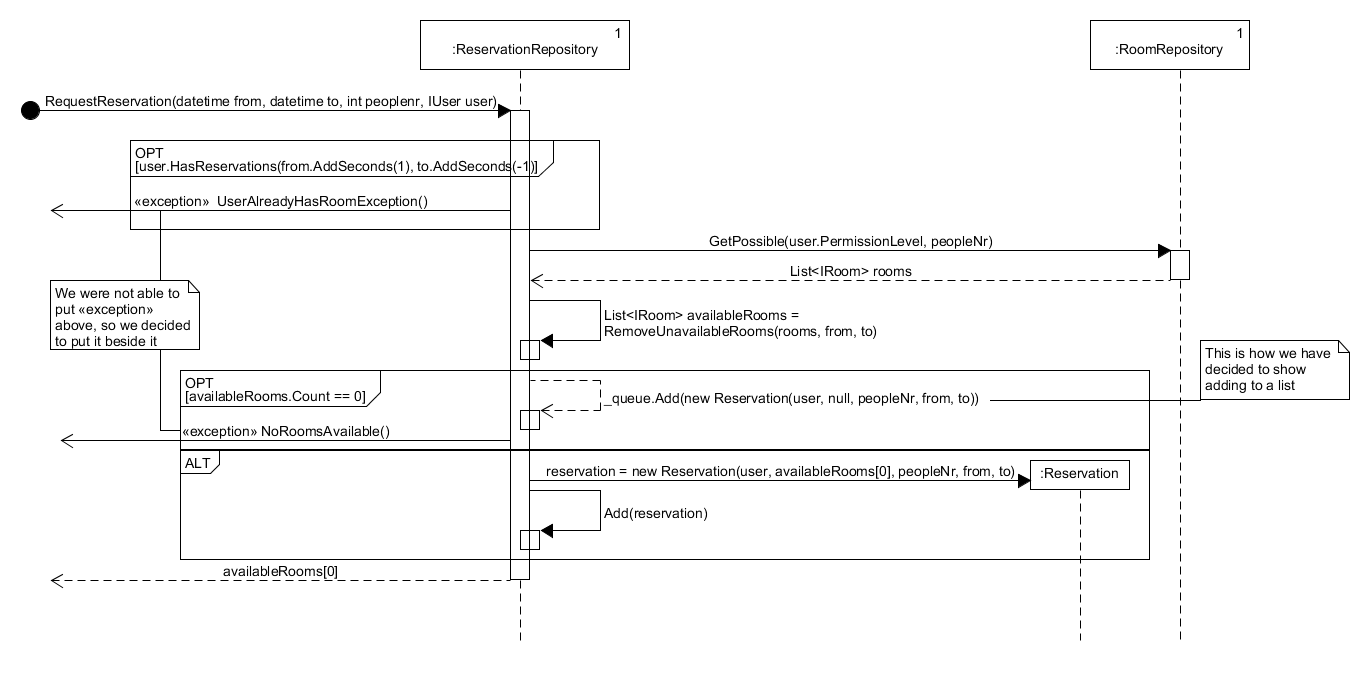 1
:ReservationRepository
1
:RoomRepository
RequestReservation(datetime from, datetime to, int peoplenr, IUser user)
OPT
[user.HasReservations(from.AddSeconds(1), to.AddSeconds(-1)]
«exception»  UserAlreadyHasRoomException()
GetPossible(user.PermissionLevel, peopleNr)
List<IRoom> rooms
We were not able to
put «exception»
above, so we decided
to put it beside it
List<IRoom> availableRooms =
RemoveUnavailableRooms(rooms, from, to)
This is how we have
decided to show
adding to a list
OPT
[availableRooms.Count == 0]
_queue.Add(new Reservation(user, null, peopleNr, from, to))
«exception» NoRoomsAvailable()
ALT
reservation = new Reservation(user, availableRooms[0], peopleNr, from, to)
:Reservation
Add(reservation)
availableRooms[0]